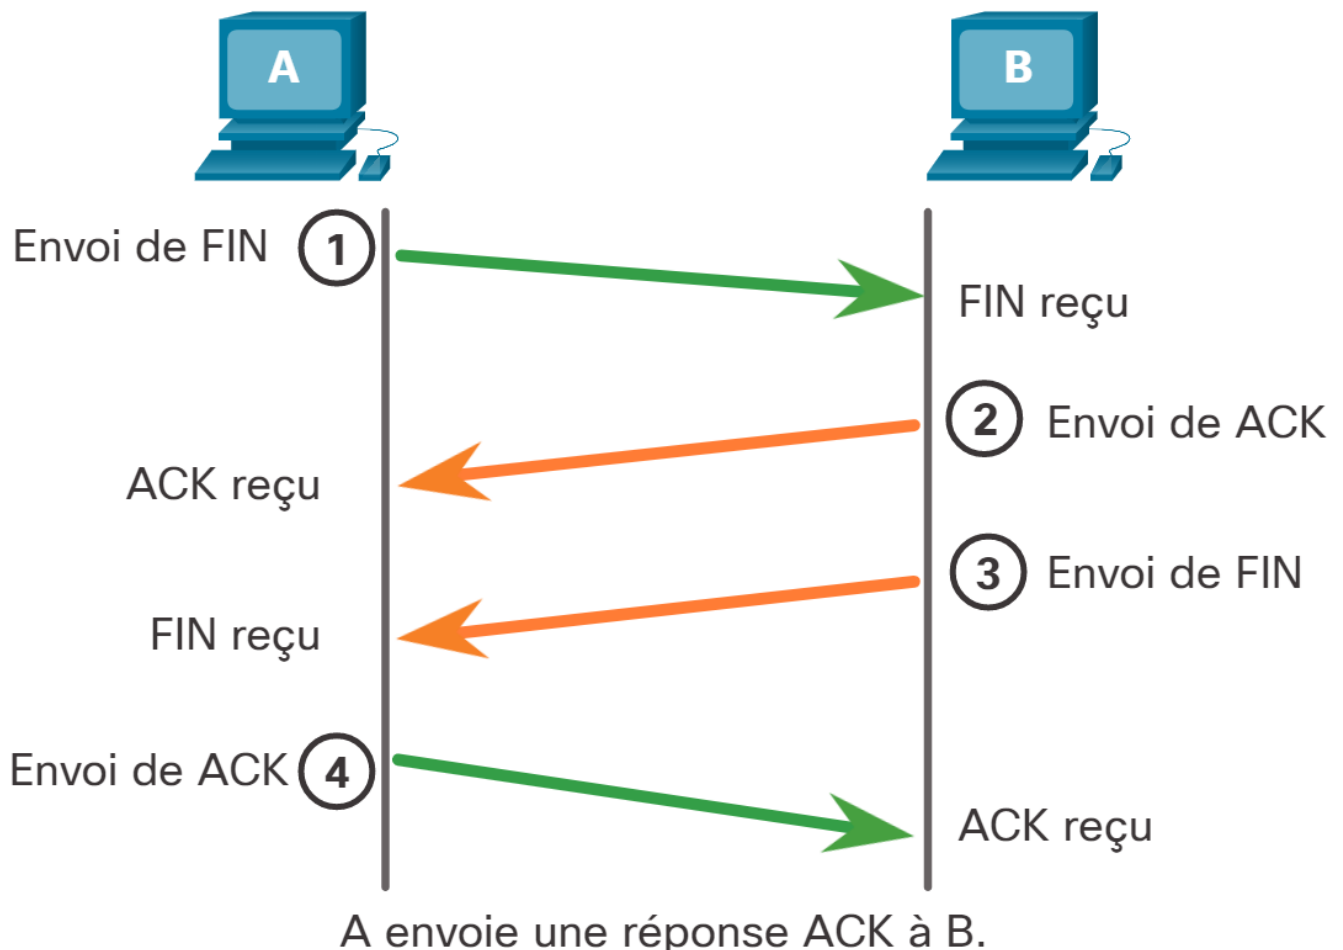 A
B
Envoi de FIN 1
FIN reçu
2 Envoi de ACK
ACK reçu
3 Envoi de FIN
FIN reçu
Envoi de ACK 4
ACK reçu
A envoie une réponse ACK à B.